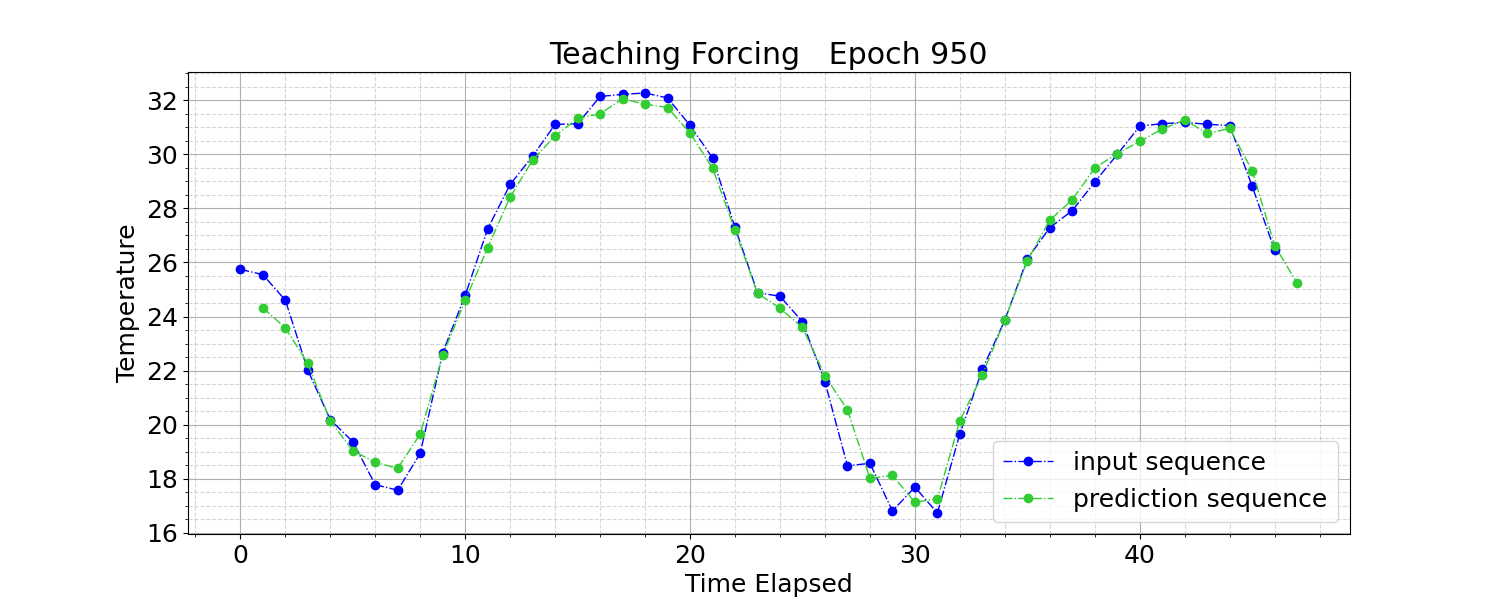 Teaching Forcing   Epoch 950
32
30
28
26
24
22
20
18
16
Temperature
0 10 20 30 40
Time Elapsed
input sequence
prediction sequence